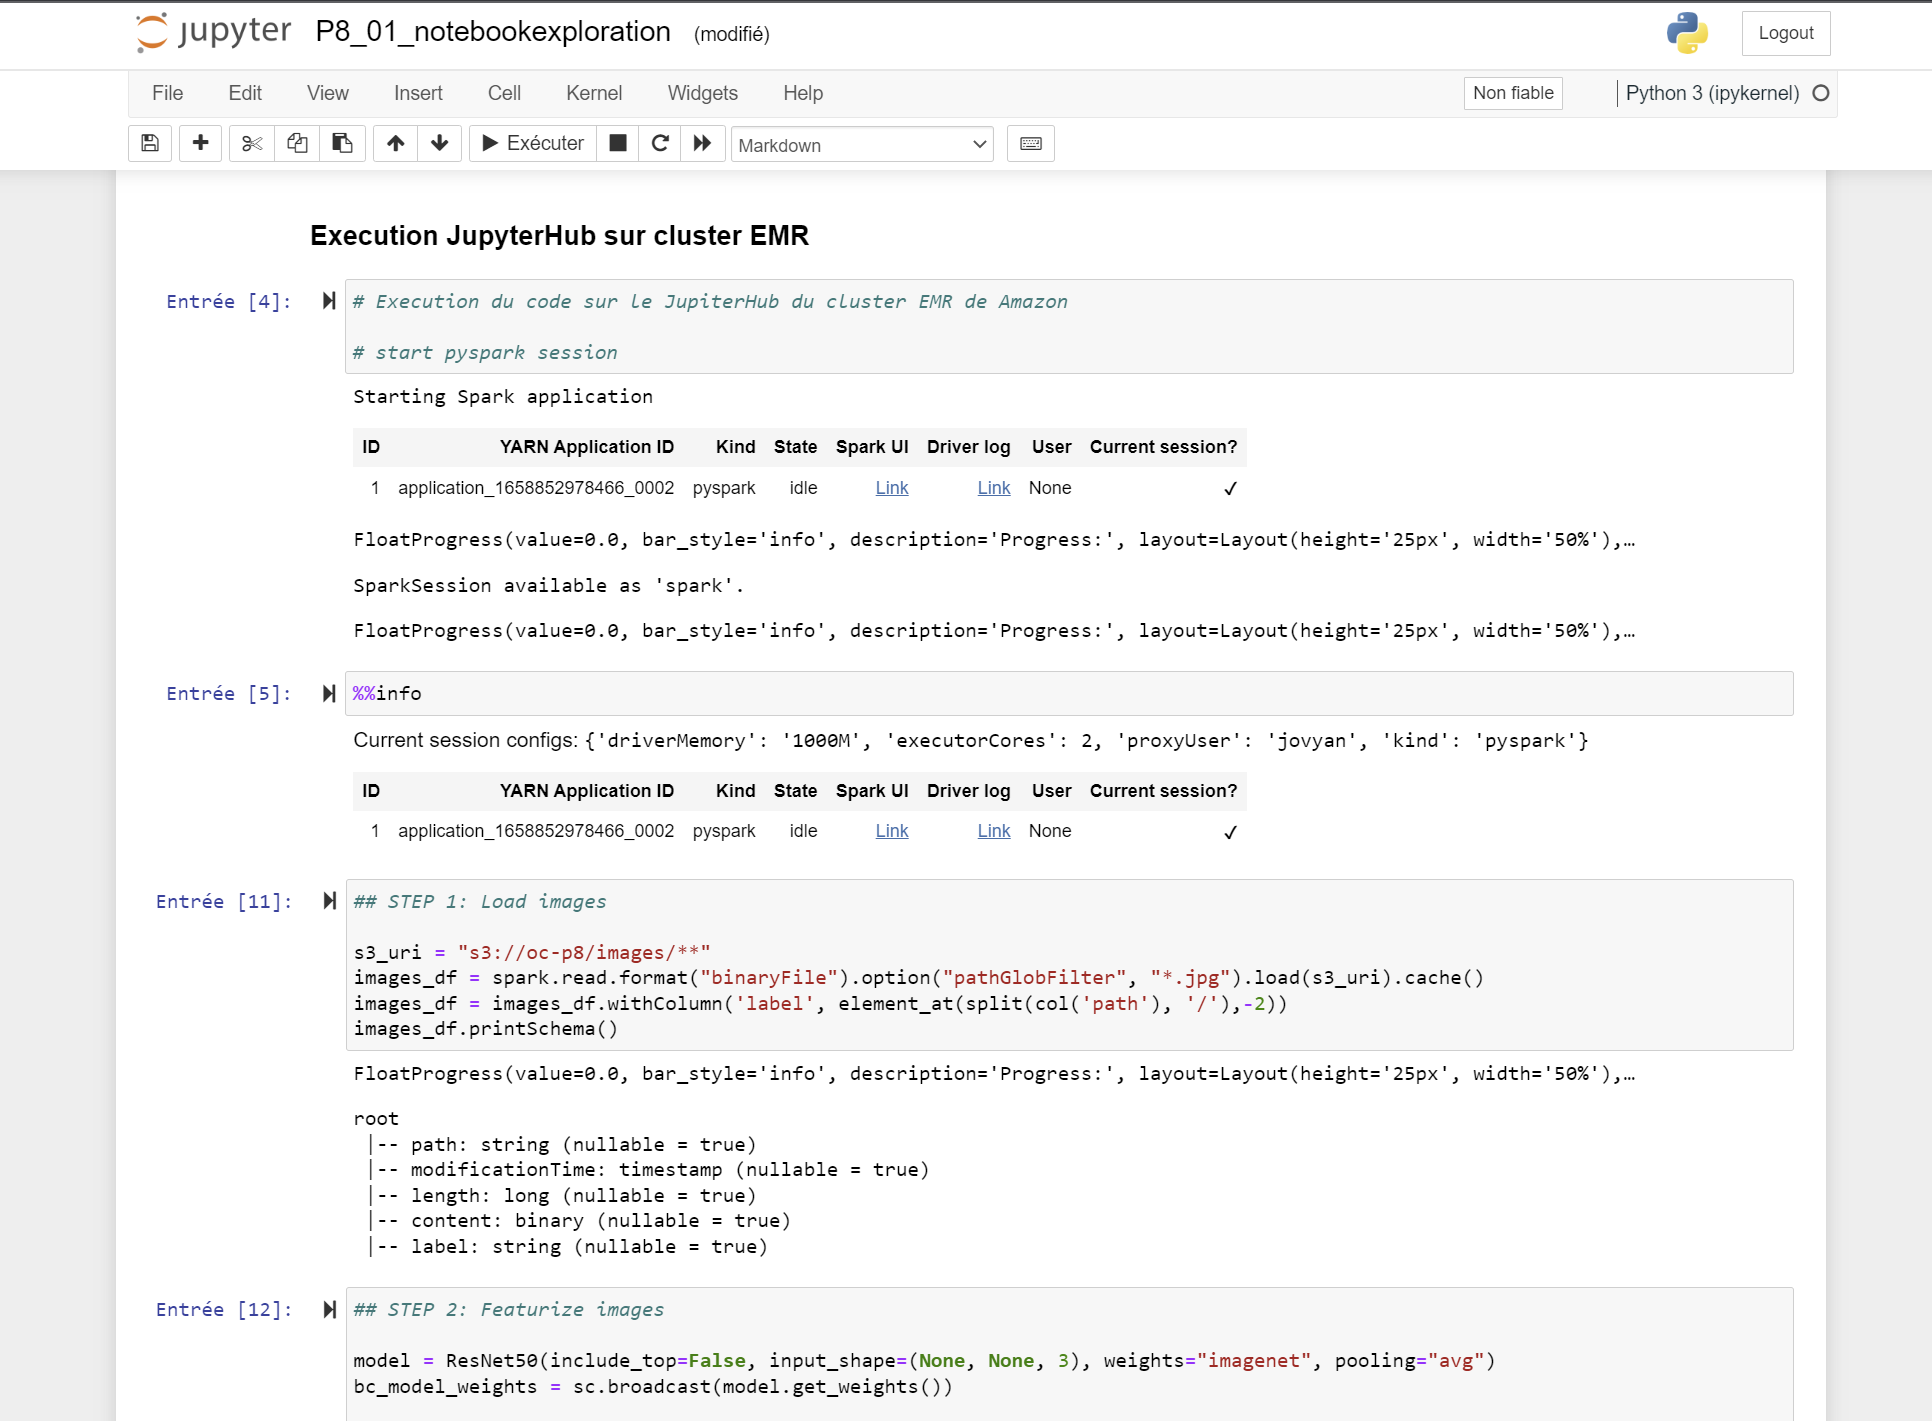 jupyter P8_01_notebookexploration (modifié) Logout
File Edit View Insert Cell Kernel Widgets Help Non fiable Python 3 (ipykernel)
Exécuter Markdown
Execution JupyterHub sur cluster EMR
Entrée [4]: # Execution du code sur le JupiterHub du cluster EMR de Amazon
# start pyspark session
Starting Spark application
ID YARN Application ID Kind State Spark UI Driver log User Current session?
1 application_1658852978466_0002 pyspark idle Link Link None ✓
FloatProgress(value=0.0, bar_style='info', description='Progress:', layout=Layout(height='25px', width='50%'),…
SparkSession available as 'spark'.
FloatProgress(value=0.0, bar_style='info', description='Progress:', layout=Layout(height='25px', width='50%'),…
Entrée [5]: %%info
Current session configs: {'driverMemory': '1000M', 'executorCores': 2, 'proxyUser': 'jovyan', 'kind': 'pyspark'}
ID YARN Application ID Kind State Spark UI Driver log User Current session?
1 application_1658852978466_0002 pyspark idle Link Link None ✓
Entrée [11]: ## STEP 1: Load images
s3_uri = "s3://oc-p8/images/**"
images_df = spark.read.format("binaryFile").option("pathGlobFilter", "*.jpg").load(s3_uri).cache()
images_df = images_df.withColumn('label', element_at(split(col('path'), '/'),-2))
images_df.printSchema()
FloatProgress(value=0.0, bar_style='info', description='Progress:', layout=Layout(height='25px', width='50%'),…
root
|-- path: string (nullable = true)
|-- modificationTime: timestamp (nullable = true)
|-- length: long (nullable = true)
|-- content: binary (nullable = true)
|-- label: string (nullable = true)
Entrée [12]: ## STEP 2: Featurize images
model = ResNet50(include_top=False, input_shape=(None, None, 3), weights="imagenet", pooling="avg")
bc_model_weights = sc.broadcast(model.get_weights())